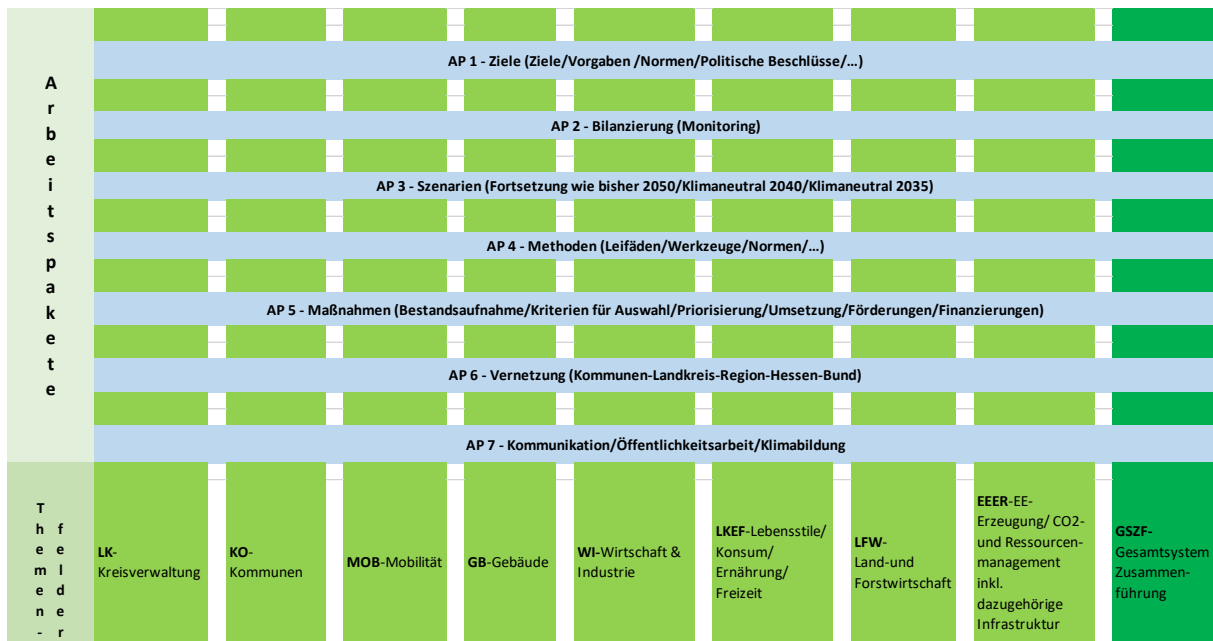 Arbeitspakete
AP 1 - Ziele (Ziele/Vorgaben /Normen/Politische Beschlüsse/…)
AP 2 - Bilanzierung (Monitoring)
AP 3 - Szenarien (Fortsetzung wie bisher 2050/Klimaneutral 2040/Klimaneutral 2035)
AP 4 - Methoden (Leifäden/Werkzeuge/Normen/…)
AP 5 - Maßnahmen (Bestandsaufnahme/Kriterien für Auswahl/Priorisierung/Umsetzung/Förderungen/Finanzierungen)
AP 6 - Vernetzung (Kommunen-Landkreis-Region-Hessen-Bund)
AP 7 - Kommunikation/Öffentlichkeitsarbeit/Klimabildung
Themen-
felder
LK-
Kreisverwaltung
KO-
Kommunen
MOB-Mobilität
GB-Gebäude
WI-Wirtschaft &
Industrie
LKEF-Lebensstile/
Konsum/
Ernährung/
Freizeit
LFW-
Land-und
Forstwirtschaft
EEER-EE-
Erzeugung/ CO2-
und Ressourcen-
management
inkl.
dazugehörige
Infrastruktur
GSZF-
Gesamtsystem
Zusammen-
führung